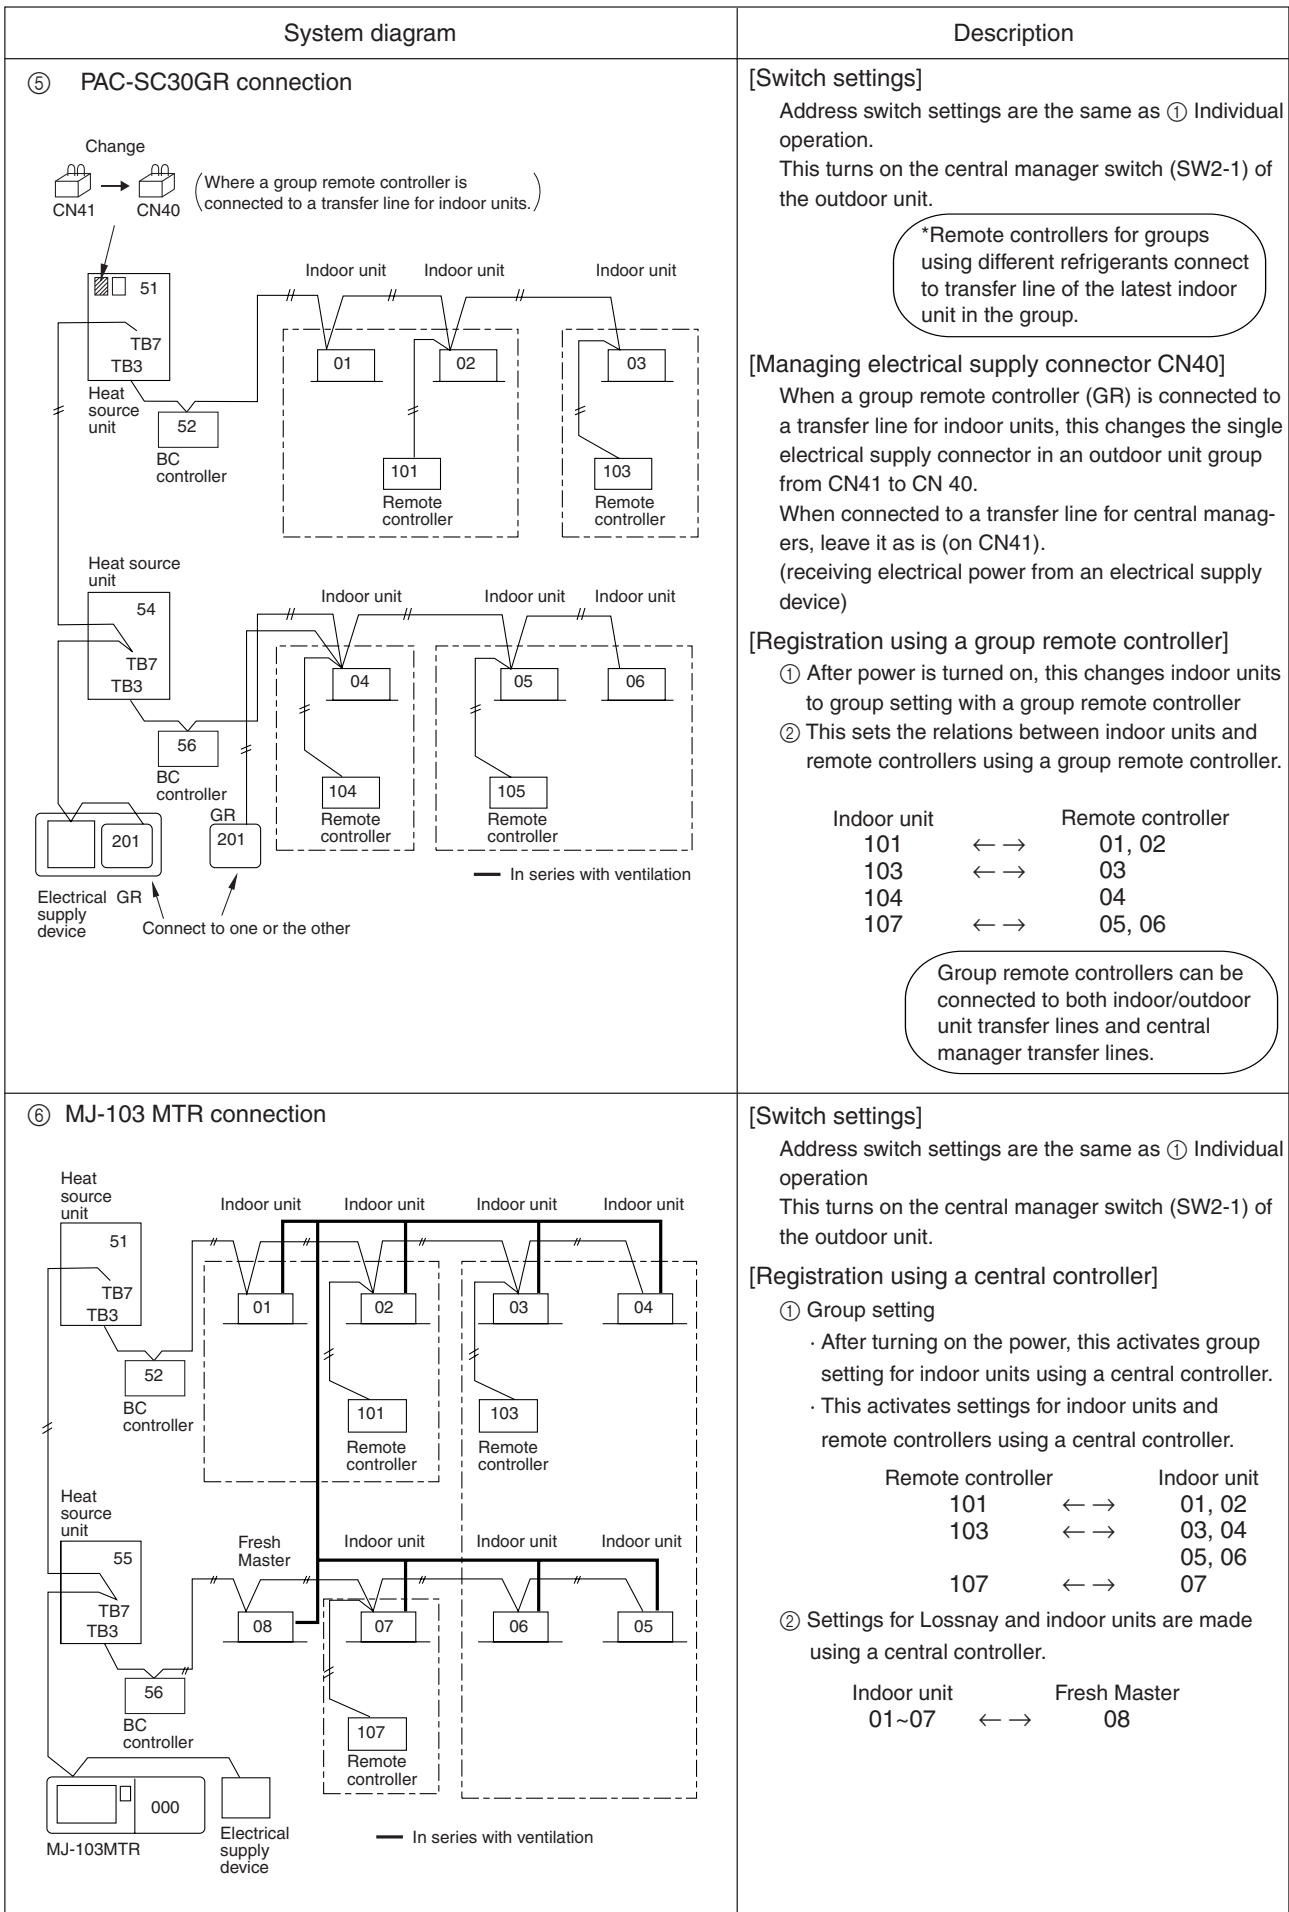 System diagram
Description
⑤ PAC-SC30GR connection
Change
CN41
CN40
(Where a group remote controller is
connected to a transfer line for indoor units.)
51
TB7
TB3
Heat
source
unit
52
BC
controller
Indoor unit
Indoor unit
Indoor unit
01
02
03
101
Remote
controller
103
Remote
controller
Heat source
unit
54
TB7
TB3
56
BC
controller
Indoor unit
Indoor unit
Indoor unit
04
05
06
104
Remote
controller
105
Remote
controller
GR
201
201
Electrical GR
supply
device
Connect to one or the other
In series with ventilation
[Switch settings]
Address switch settings are the same as ① Individual
operation.
This turns on the central manager switch (SW2-1) of
the outdoor unit.
*Remote controllers for groups
using different refrigerants connect
to transfer line of the latest indoor
unit in the group.
[Managing electrical supply connector CN40]
When a group remote controller (GR) is connected to
a transfer line for indoor units, this changes the single
electrical supply connector in an outdoor unit group
from CN41 to CN 40.
When connected to a transfer line for central manag-
ers, leave it as is (on CN41).
(receiving electrical power from an electrical supply
device)
[Registration using a group remote controller]
① After power is turned on, this changes indoor units
to group setting with a group remote controller
② This sets the relations between indoor units and
remote controllers using a group remote controller.
Indoor unit Remote controller
101 ← → 01, 02
103 ← → 03
104 04
107 ← → 05, 06
Group remote controllers can be
connected to both indoor/outdoor
unit transfer lines and central
manager transfer lines.
⑥ MJ-103 MTR connection
Heat
source
unit
51
TB7
TB3
52
BC
controller
Indoor unit
Indoor unit
Indoor unit
Indoor unit
01
02
03
04
101
Remote
controller
103
Remote
controller
Heat
source
unit
55
TB7
TB3
56
BC
controller
Fresh
Master
Indoor unit
Indoor unit
Indoor unit
08
07
06
05
107
Remote
controller
000
MJ-103MTR
Electrical
supply
device
In series with ventilation
[Switch settings]
Address switch settings are the same as ① Individual
operation
This turns on the central manager switch (SW2-1) of
the outdoor unit.
[Registration using a central controller]
① Group setting
· After turning on the power, this activates group
setting for indoor units using a central controller.
· This activates settings for indoor units and
remote controllers using a central controller.
Remote controller Indoor unit
101 ← → 01, 02
103 ← → 03, 04
05, 06
107 ← → 07
② Settings for Lossnay and indoor units are made
using a central controller.
Indoor unit Fresh Master
01~07 ← → 08